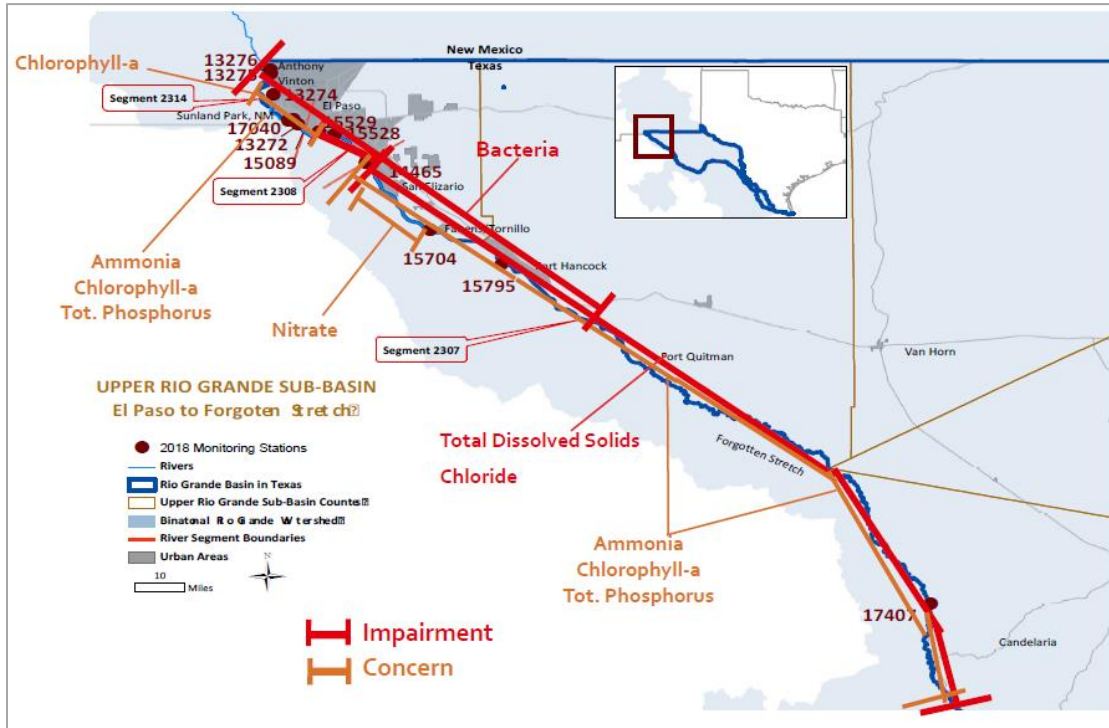 New Mexico
Texas
Chlorophyll-a
13276
13275
Anthony
Vinton
Segment 2314
13274
El Paso
Sunland Park, NM
17040
15529
15528
13272
15089
14465
San Elizario
Segment 2308
Bacteria
Fabens
Tornillo
15704
15795
Fort Hancock
Ammonia
Chlorophyll-a
Tot. Phosphorus
Nitrate
Segment 2307
Port Quitman
Van Horn
UPPER RIO GRANDE SUB-BASIN
El Paso to Forgoten
2018 Monitoring Stations
Rivers
Rio Grande Basin in Texas
Upper Rio Grande Sub-Basin
River Segment Boundaries
Urban Areas
10
Miles
N
Total Dissolved Solids
Chloride
Forgotten Stretch
Ammonia
Chlorophyll-a
Tot. Phosphorus
17407
Candelaria
Impairment
Concern